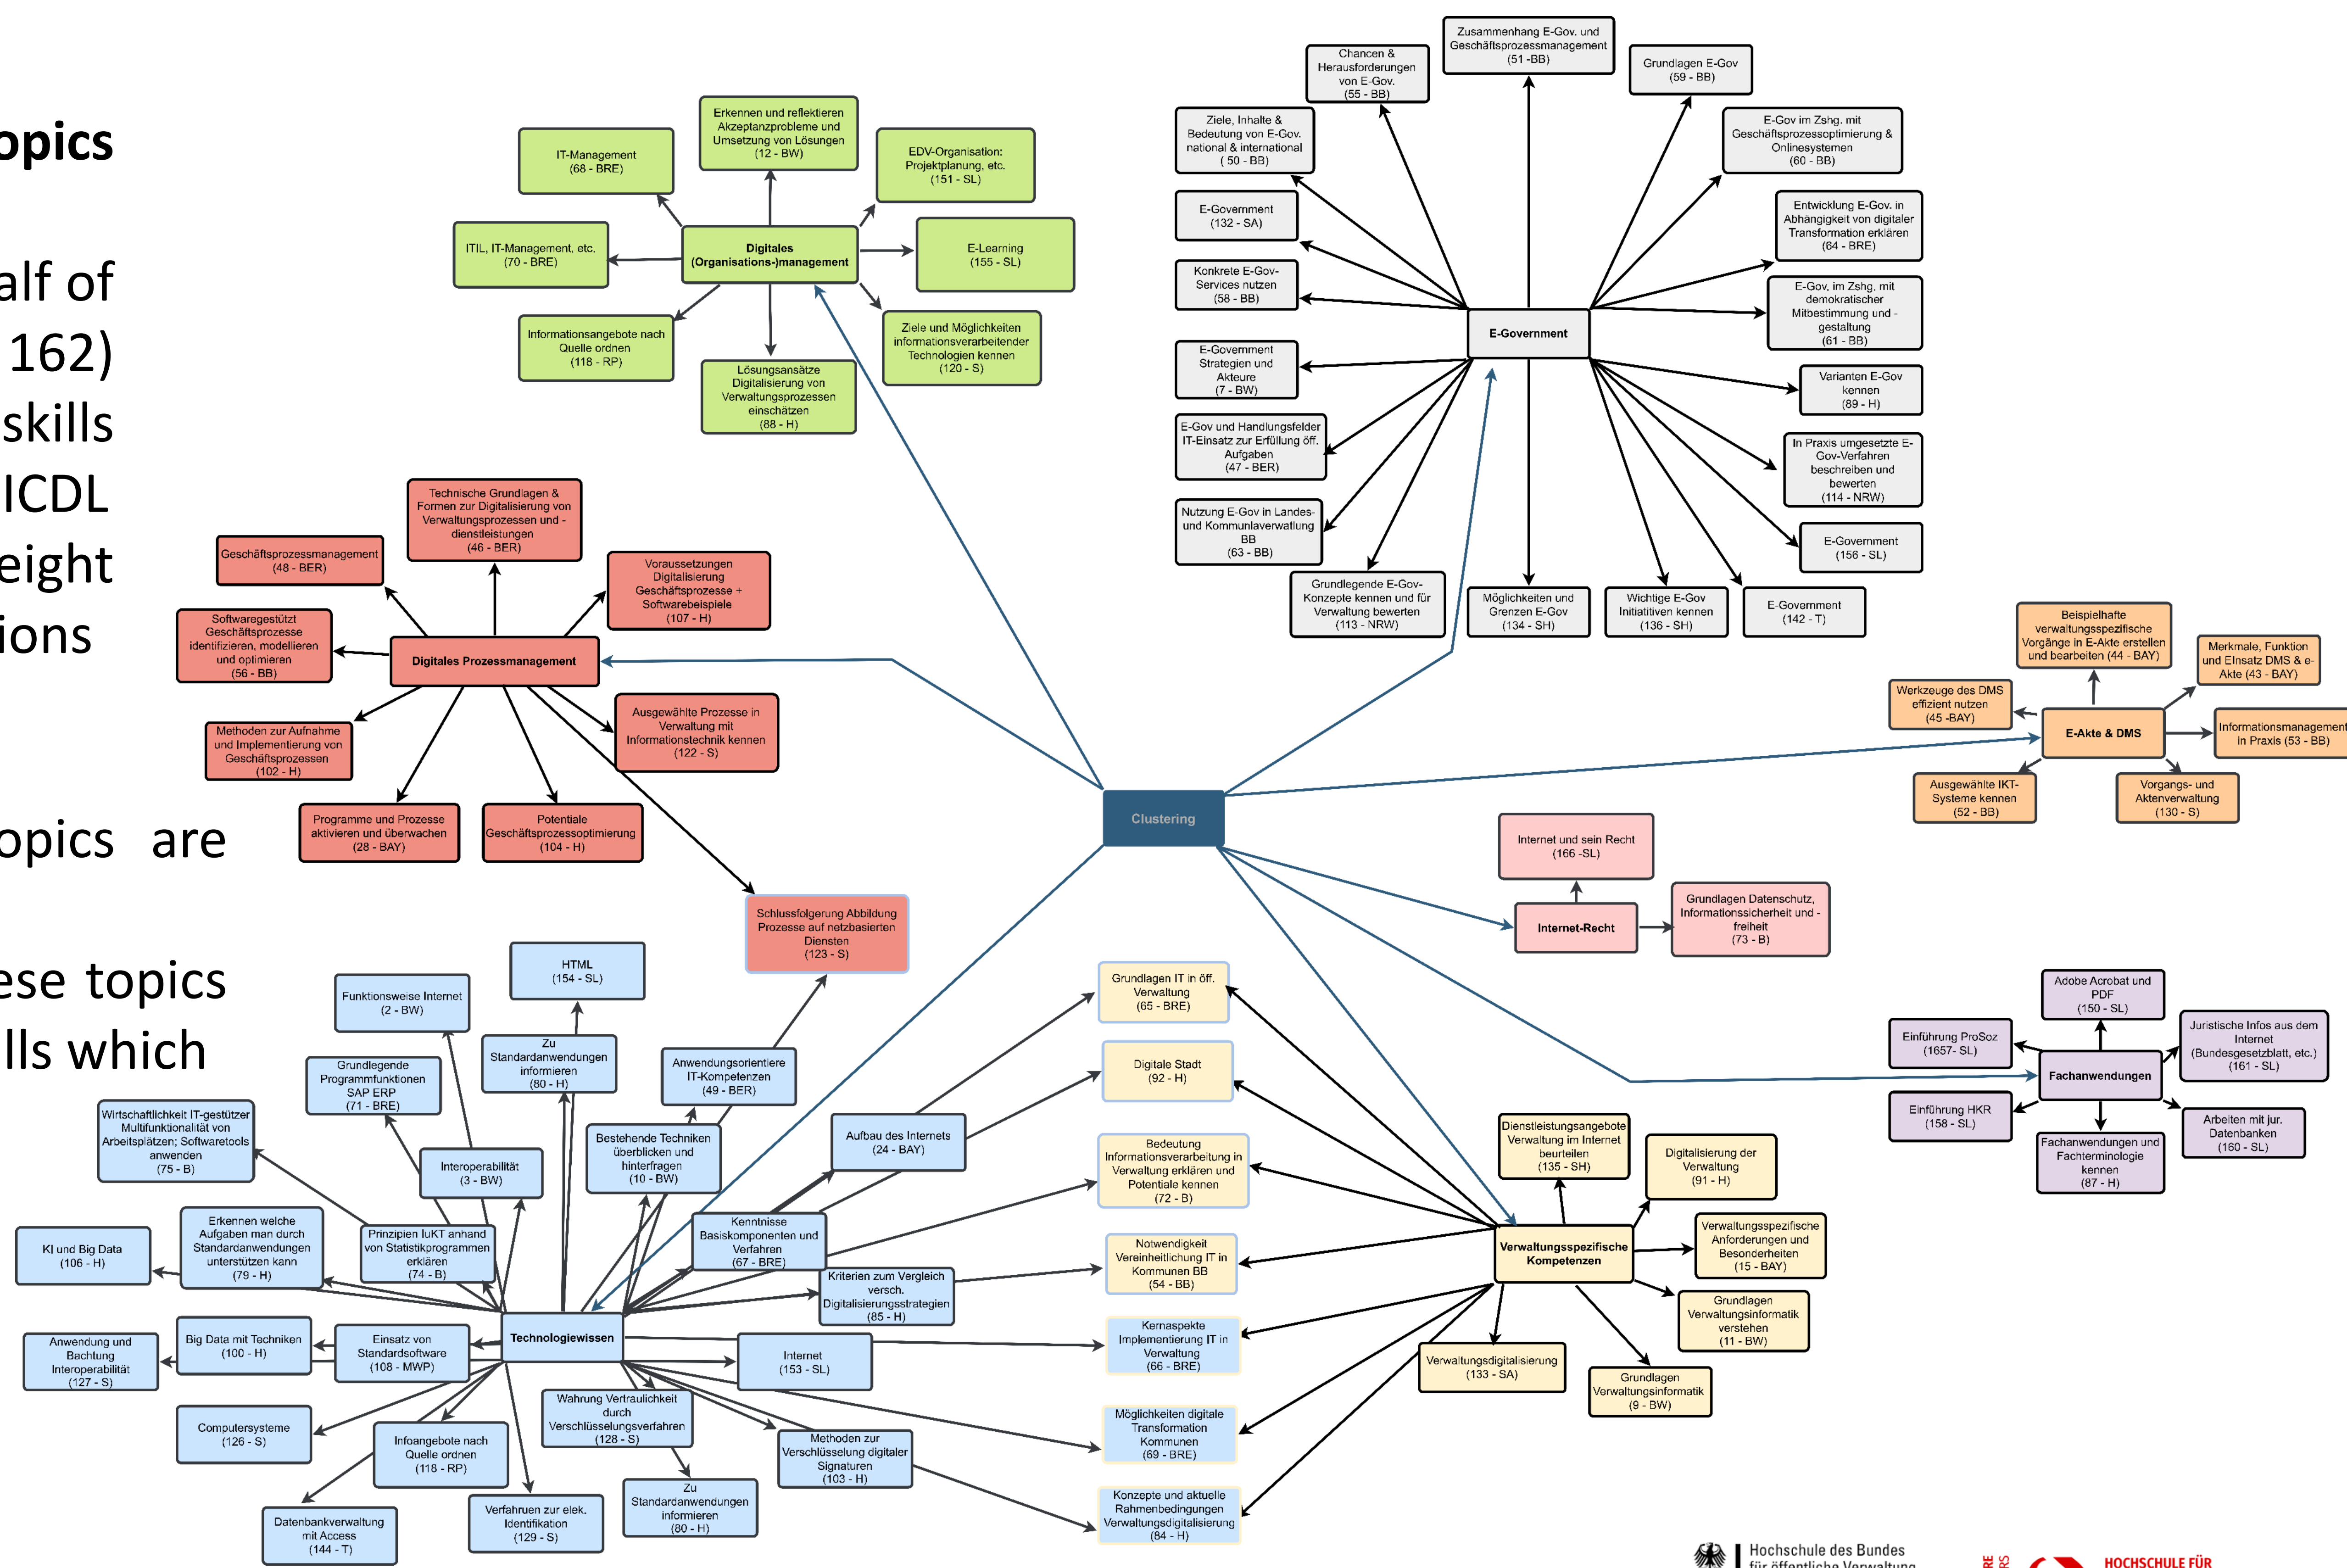 opics
alf of
162)
skills
ICDL
eight
ions
opics are
ese topics
lls which
IT-Management
(68 - BRE)
Erkennen und reflektieren
Akzeptanzprobleme und
Umsetzung von Lösungen
(12 - BW)
EDV-Organisation:
Projektplanung, etc.
(151 - SL)
ITIL, IT-Management, etc.
(70 - BRE)
Digitales
(Organisations-)management
E-Learning
(155 - SL)
Informationsangebote nach
Quelle ordnen
(118 - RP)
Lösungsansätze
Digitalisierung von
Verwaltungsprozessen
einschätzen
(88 - H)
Ziele und Möglichkeiten
informationsverarbeitender
Technologien kennen
(120 - S)
Chancen &
Herausforderungen
von E-Gov.
(55 - BB)
Zusammenhang E-Gov. und
Geschäftsprozessmanagement
(51 -BB)
Grundlagen E-Gov
(59 - BB)
Ziele, Inhalte &
Bedeutung von E-Gov.
national & international
( 50 - BB)
E-Gov im Zshg. mit
Geschäftsprozessoptimierung &
Onlinesystemen
(60 - BB)
E-Government
(132 - SA)
Entwicklung E-Gov. in
Abhängigkeit von digitaler
Transformation erklären
(64 - BRE)
Konkrete E-Gov-
Services nutzen
(58 - BB)
E-Gov. im Zshg. mit
demokratischer
Mitbestimmung und -
gestaltung
(61 - BB)
E-Government
E-Government
Strategien und
Akteure
(7 - BW)
Varianten E-Gov
kennen
(89 - H)
E-Gov und Handlungsfelder
IT-Einsatz zur Erfüllung öff.
Aufgaben
(47 - BER)
In Praxis umgesetzte E-
Gov-Verfahren
beschreiben und
bewerten
(114 - NRW)
Nutzung E-Gov in Landes-
und Kommunlaverwatlung
BB
(63 - BB)
E-Government
(156 - SL)
Grundlegende E-Gov-
Konzepte kennen und für
Verwaltung bewerten
(113 - NRW)
Möglichkeiten und
Grenzen E-Gov
(134 - SH)
Wichtige E-Gov
Initiatitiven kennen
(136 - SH)
E-Government
(142 - T)
Technische Grundlagen &
Formen zur Digitalisierung von
Verwaltungsprozessen und -
dienstleistungen
(46 - BER)
Geschäftsprozessmanagement
(48 - BER)
Voraussetzungen
Digitalisierung
Geschäftsprozesse +
Softwarebeispiele
(107 - H)
Softwaregestützt
Geschäftsprozesse
identifizieren, modellieren
und optimieren
(56 - BB)
Digitales Prozessmanagement
Methoden zur Aufnahme
und Implementierung von
Geschäftsprozessen
(102 - H)
Ausgewählte Prozesse in
Verwaltung mit
Informationstechnik kennen
(122 - S)
Programme und Prozesse
aktivieren und überwachen
(28 - BAY)
Potentiale
Geschäftsprozessoptimierung
(104 - H)
Schlussfolgerung Abbildung
Prozesse auf netzbasierten
Diensten
(123 - S)
Clustering
Beispielhafte
verwaltungsspezifische
Vorgänge in E-Akte erstellen
und bearbeiten (44 - BAY)
Merkmale, Funktion
und EInsatz DMS & e-
Akte (43 - BAY)
Werkzeuge des DMS
effizient nutzen
(45 -BAY)
E-Akte & DMS
Informationsmanagement
in Praxis (53 - BB)
Ausgewählte IKT-
Systeme kennen
(52 - BB)
Vorgangs- und
Aktenverwaltung
(130 - S)
Internet und sein Recht
(166 -SL)
Internet-Recht
Grundlagen Datenschutz,
Informationssicherheit und -
freiheit
(73 - B)
Adobe Acrobat und
PDF
(150 - SL)
Einführung ProSoz
(1657- SL)
Juristische Infos aus dem
Internet
(Bundesgesetzblatt, etc.)
(161 - SL)
Fachanwendungen
Einführung HKR
(158 - SL)
Arbeiten mit jur.
Datenbanken
(160 - SL)
Fachanwendungen und
Fachterminologie
kennen
(87 - H)
HTML
(154 - SL)
Funktionsweise Internet
(2 - BW)
Zu
Standardanwendungen
informieren
(80 - H)
Grundlegende
Programmfunktionen
SAP ERP
(71 - BRE)
Anwendungsorientiere
IT-Kompetenzen
(49 - BER)
Wirtschaftlichkeit IT-gestützer
Multifunktionalität von
Arbeitsplätzen; Softwaretools
anwenden
(75 - B)
Interoperabilität
(3 - BW)
Bestehende Techniken
überblicken und
hinterfragen
(10 - BW)
Aufbau des Internets
(24 - BAY)
KI und Big Data
(106 - H)
Erkennen welche
Aufgaben man durch
Standardanwendungen
unterstützen kann
(79 - H)
Prinzipien IuKT anhand
von Statistikprogrammen
erklären
(74 - B)
Kenntnisse
Basiskomponenten und
Verfahren
(67 - BRE)
Kriterien zum Vergleich
versch.
Digitalisierungsstrategien
(85 - H)
Anwendung und
Bachtung
Interoperabilität
(127 - S)
Big Data mit Techniken
(100 - H)
Einsatz von
Standardsoftware
(108 - MWP)
Technologiewissen
Internet
(153 - SL)
Computersysteme
(126 - S)
Infoangebote nach
Quelle ordnen
(118 - RP)
Wahrung Vertraulichkeit
durch
Verschlüsselungsverfahren
(128 - S)
Methoden zur
Verschlüsselung digitaler
Signaturen
(103 - H)
Datenbankverwaltung
mit Access
(144 - T)
Verfahruen zur elek.
Identifikation
(129 - S)
Zu
Standardanwendungen
informieren
(80 - H)
Grundlagen IT in öff.
Verwaltung
(65 - BRE)
Digitale Stadt
(92 - H)
Bedeutung
Informationsverarbeitung in
Verwaltung erklären und
Potentiale kennen
(72 - B)
Notwendigkeit
Vereinheitlichung IT in
Kommunen BB
(54 - BB)
Kernaspekte
Implementierung IT in
Verwaltung
(66 - BRE)
Möglichkeiten digitale
Transformation
Kommunen
(69 - BRE)
Konzepte und aktuelle
Rahmenbedingungen
Verwaltungsdigitalisierung
(84 - H)
Dienstleistungsangebote
Verwaltung im Internet
beurteilen
(135 - SH)
Digitalisierung der
Verwaltung
(91 - H)
Verwaltungsspezifische
Kompetenzen
Verwaltungsspezifische
Anforderungen und
Besonderheiten
(15 - BAY)
Grundlagen
Verwaltungsinformatik
verstehen
(11 - BW)
Verwaltungsdigitalisierung
(133 - SA)
Grundlagen
Verwaltungsinformatik
(9 - BW)
Hochschule des Bundes
für öffentliche Verwaltung
HOCHSCHULE FÜR